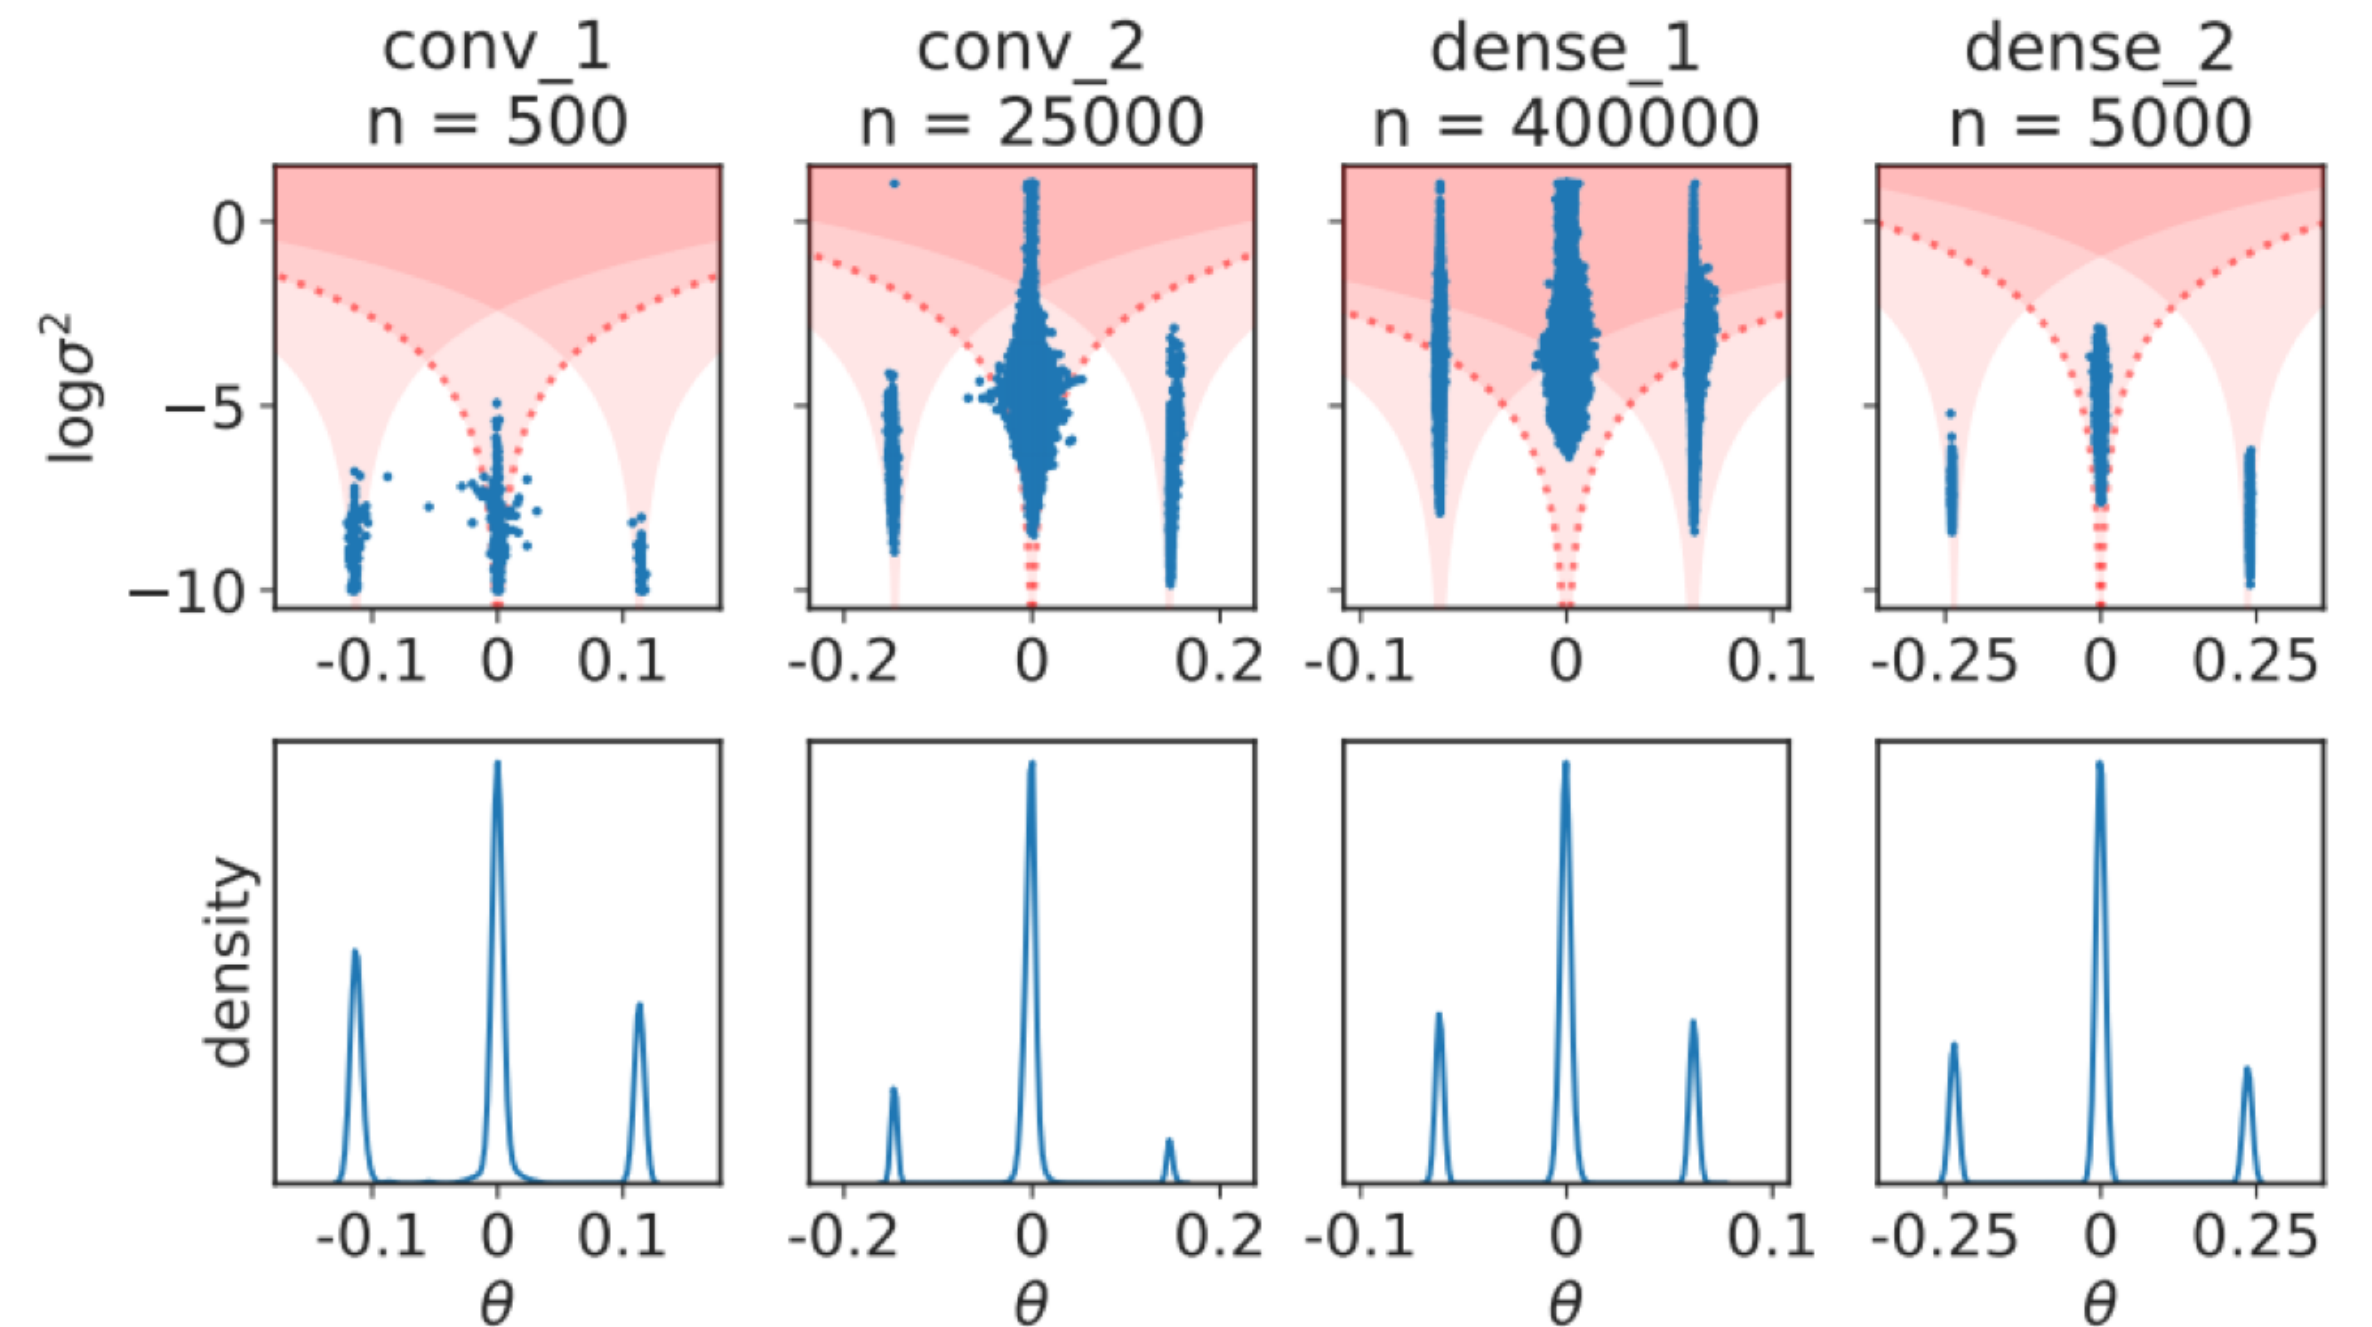 conv_1 conv_2 dense_1 dense_2
n = 500 n = 25000 n = 400000 n = 5000
logσ²
0
−5
−10
-0.1 0 0.1 -0.2 0 0.2 -0.1 0 0.1 -0.25 0 0.25
density
-0.1 0 0.1 -0.2 0 0.2 -0.1 0 0.1 -0.25 0 0.25
θ θ θ θ